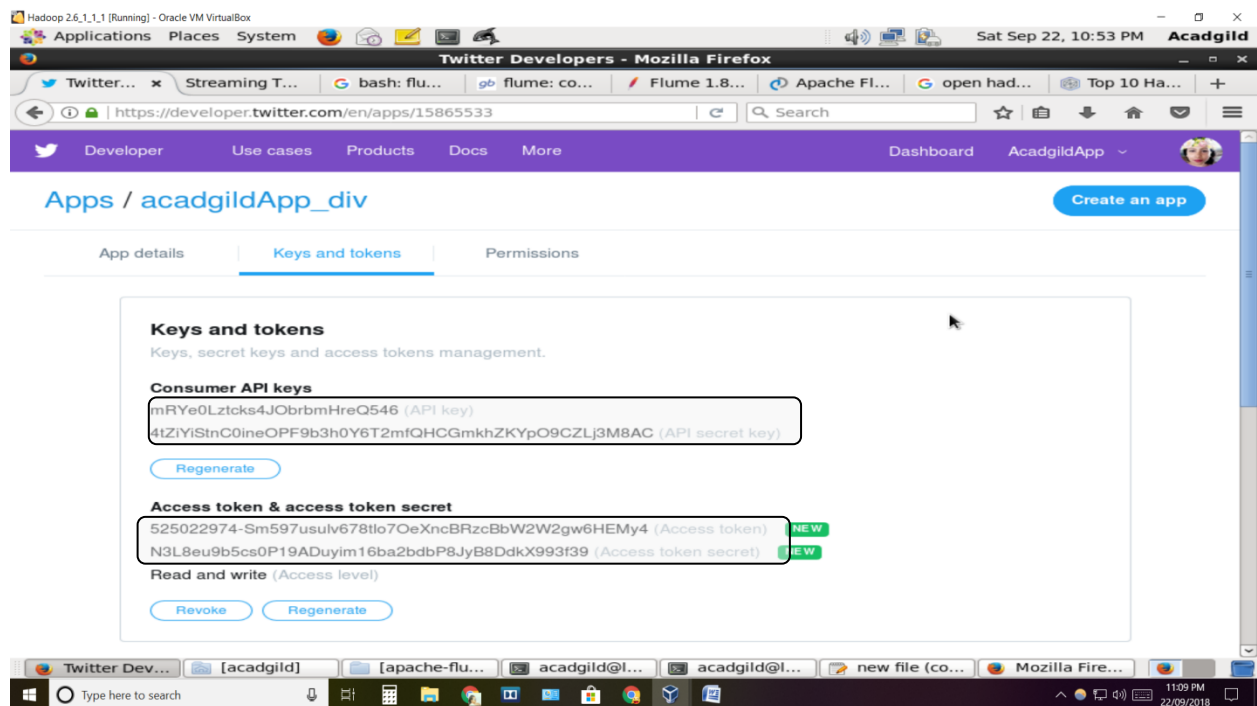 Hadoop 2.6_1_1_1 [Running] - Oracle VM VirtualBox
Applications Places System Sat Sep 22, 10:53 PM Acadgild
Twitter Developers - Mozilla Firefox
Twitter... Streaming T... bash: flu... flume: co... Flume 1.8... Apache Fl... open had... Top 10 Ha...
https://developer.twitter.com/en/apps/15865533 Search
Developer Use cases Products Docs More Dashboard AcadgildApp
Apps / acadgildApp_div Create an app
App details Keys and tokens Permissions
Keys and tokens
Keys, secret keys and access tokens management.
Consumer API keys
mRYe0Lztcks4JObrbmHreQ546 (API key)
4tZiYiStnC0ineOPF9b3h0Y6T2mfQHCGmkhZKYpO9CZLj3M8AC (API secret key)
Regenerate
Access token & access token secret
525022974-Sm597usulv678tlo7OeXncBRzcBbW2W2gw6HEMy4 (Access token) NEW
N3L8eu9b5cs0P19ADuyim16ba2bdbP8JyB8DdkX993f39 (Access token secret) NEW
Read and write (Access level)
Revoke Regenerate
Twitter Dev... [acadgild] [apache-flu... acadgild@l... acadgild@l... new file (co... Mozilla Fire...
Type here to search 11:09 PM
22/09/2018